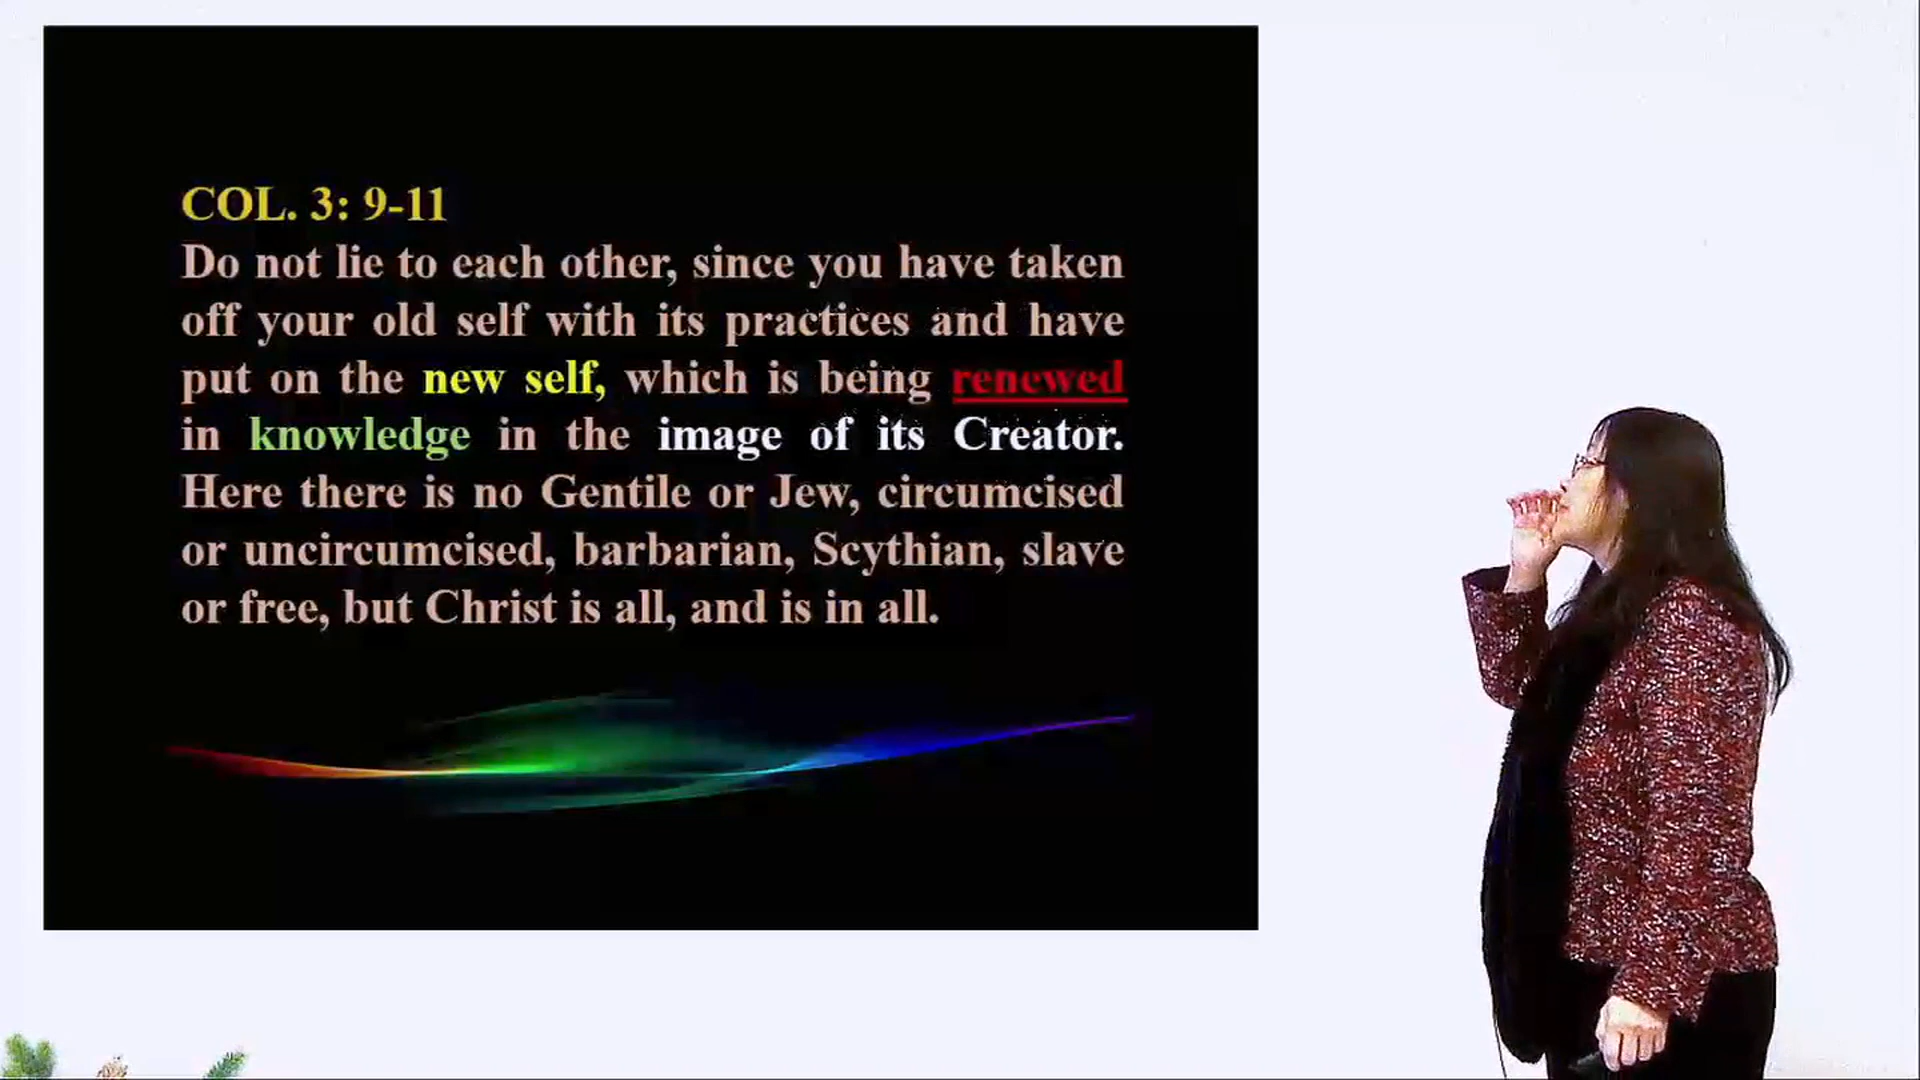 COL. 3: 9-11
Do not lie to each other, since you have taken
off your old self with its practices and have
put on the new self, which is being renewed
in knowledge in the image of its Creator.
Here there is no Gentile or Jew, circumcised
or uncircumcised, barbarian, Scythian, slave
or free, but Christ is all, and is in all.